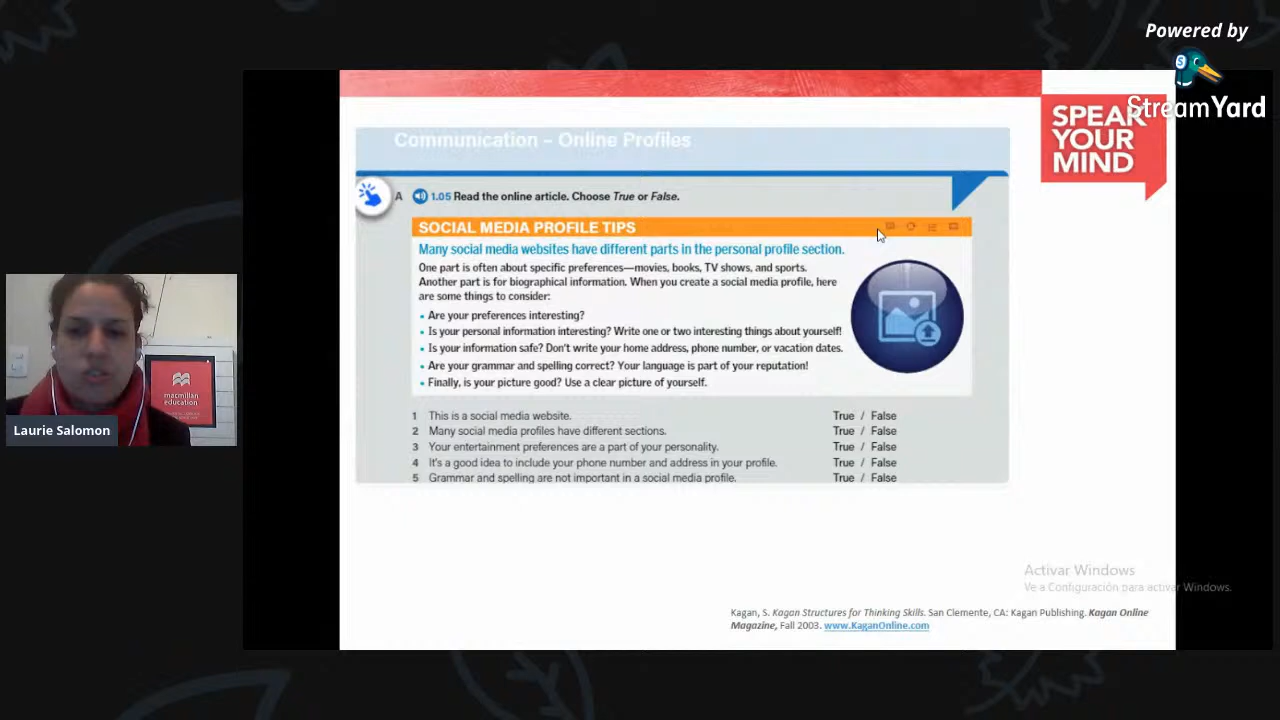 Powered by
StreamYard
SPEAK
YOUR
MIND
Communication – Online Profiles
A 1.05 Read the online article. Choose True or False.
SOCIAL MEDIA PROFILE TIPS
Many social media websites have different parts in the personal profile section.
One part is often about specific preferences—movies, books, TV shows, and sports.
Another part is for biographical information. When you create a social media profile, here
are some things to consider:
• Are your preferences interesting?
• Is your personal information interesting? Write one or two interesting things about yourself!
• Is your information safe? Don't write your home address, phone number, or vacation dates.
• Are your grammar and spelling correct? Your language is part of your reputation!
• Finally, is your picture good? Use a clear picture of yourself.
1 This is a social media website. True / False
2 Many social media profiles have different sections. True / False
3 Your entertainment preferences are a part of your personality. True / False
4 It's a good idea to include your phone number and address in your profile. True / False
5 Grammar and spelling are not important in a social media profile. True / False
macmillan
education
Laurie Salomon
Activar Windows
Ve a Configuración para activar Windows.
Kagan, S. Kagan Structures for Thinking Skills. San Clemente, CA: Kagan Publishing. Kagan Online
Magazine, Fall 2003. www.KaganOnline.com